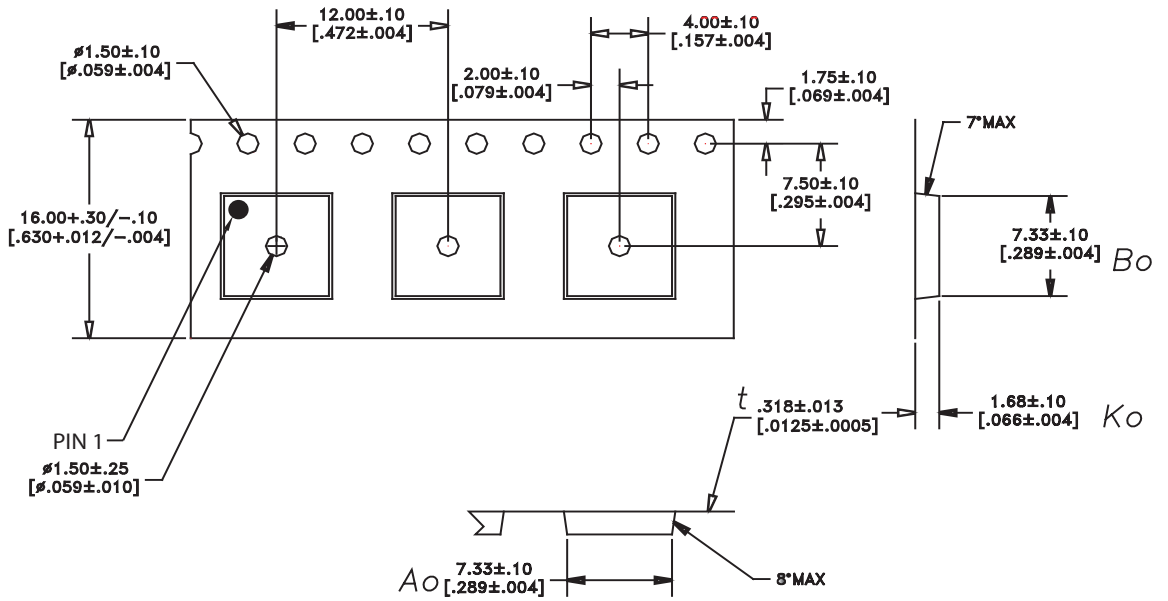 12.00±.10
[.472±.004]
4.00±.10
[.157±.004]
ø1.50±.10
[ø.059±.004]
2.00±.10
[.079±.004]
1.75±.10
[.069±.004]
7°MAX
7.50±.10
[.295±.004]
16.00+.30/-.10
[.630+.012/-.004]
7.33±.10
[.289±.004]
Bo
t
.318±.013
[.0125±.0005]
1.68±.10
[.066±.004]
Ko
PIN 1
ø1.50±.25
[ø.059±.010]
Ao
7.33±.10
[.289±.004]
8°MAX